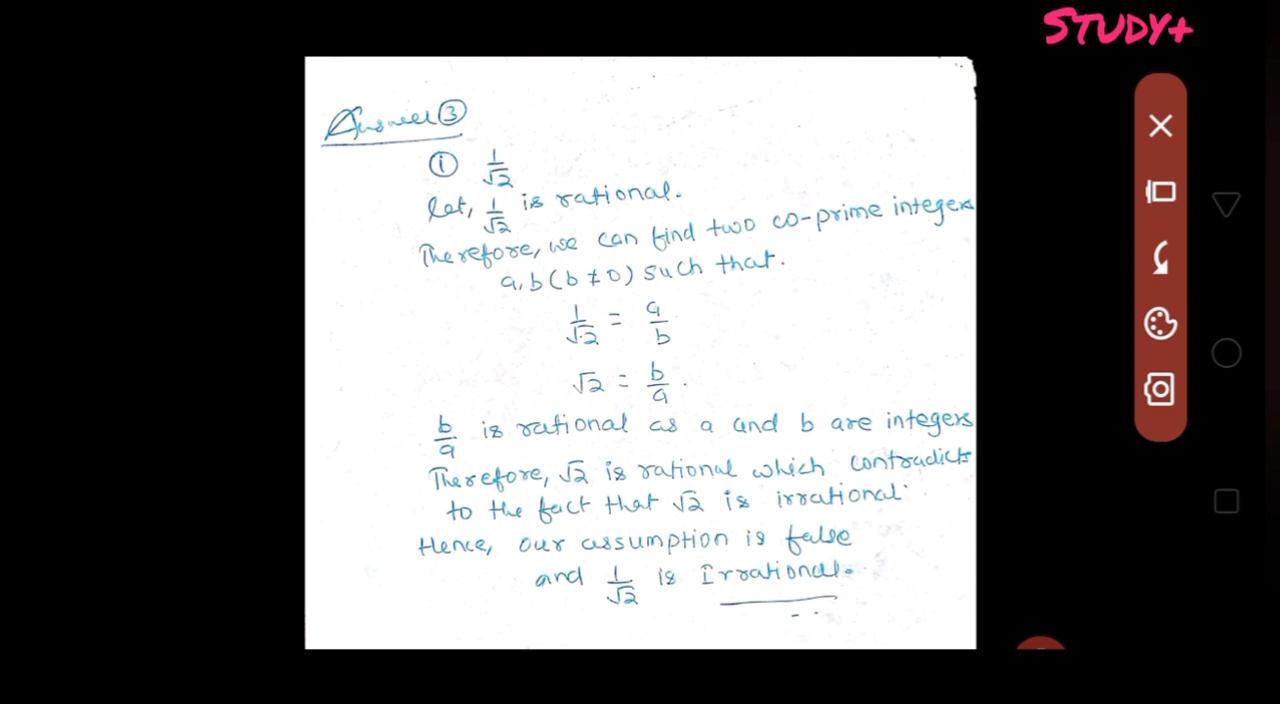 STUDY+
Answer ③
① 1/√2
let, 1/√2 is rational.
Therefore, we can find two co-prime integers
a, b (b ≠ 0) such that.
1/√2 = a/b
√2 = b/a .
b/a is rational as a and b are integers
Therefore, √2 is rational which contradicts
to the fact that √2 is irrational.
Hence, our assumption is false
and 1/√2 is Irrational.